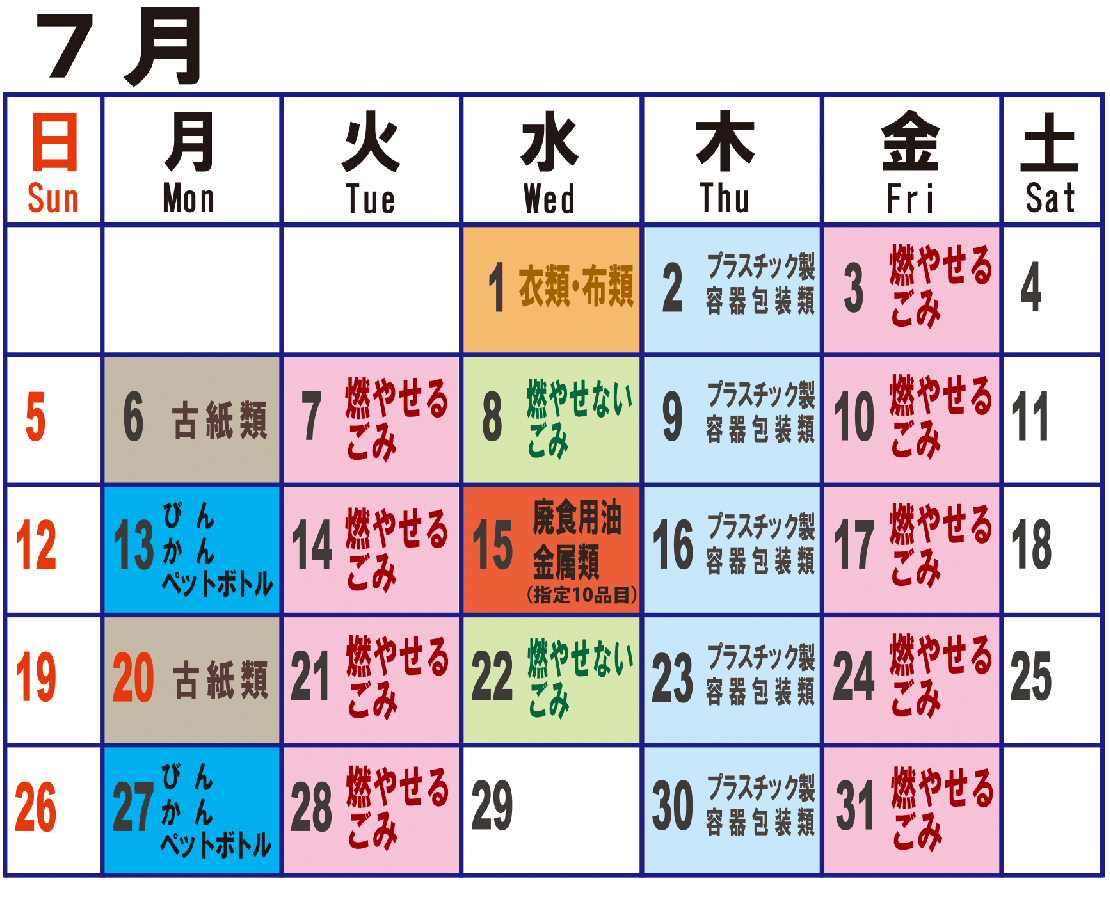 7月
日 月 火 水 木 金 土
Sun Mon Tue Wed Thu Fri Sat
1 衣類・布類
2 プラスチック製
容器包装類
3 燃やせる
ごみ
4
5
6 古紙類
7 燃やせる
ごみ
8 燃やせない
ごみ
9 プラスチック製
容器包装類
10 燃やせる
ごみ
11
12
13 びん
かん
ペットボトル
14 燃やせる
ごみ
15 廃食用油
金属類
(指定10品目)
16 プラスチック製
容器包装類
17 燃やせる
ごみ
18
19
20 古紙類
21 燃やせる
ごみ
22 燃やせない
ごみ
23 プラスチック製
容器包装類
24 燃やせる
ごみ
25
26
27 びん
かん
ペットボトル
28 燃やせる
ごみ
29
30 プラスチック製
容器包装類
31 燃やせる
ごみ